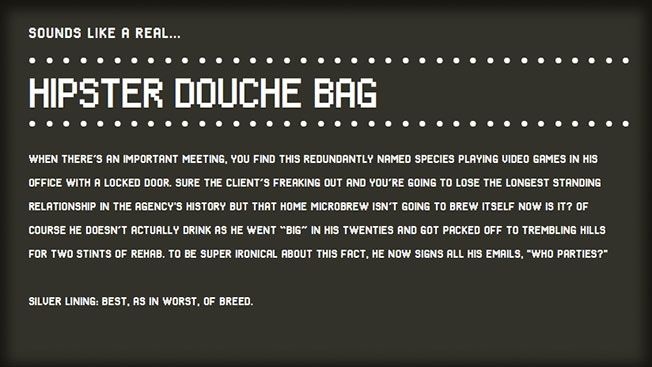 SOUNDS LIKE A REAL...
HIPSTER DOUCHE BAG
WHEN THERE'S AN IMPORTANT MEETING, YOU FIND THIS REDUNDANTLY NAMED SPECIES PLAYING VIDEO GAMES IN HIS
OFFICE WITH A LOCKED DOOR. SURE THE CLIENT'S FREAKING OUT AND YOU'RE GOING TO LOSE THE LONGEST STANDING
RELATIONSHIP IN THE AGENCY'S HISTORY BUT THAT HOME MICROBREW ISN'T GOING TO BREW ITSELF NOW IS IT? OF
COURSE HE DOESN'T ACTUALLY DRINK AS HE WENT "BIG" IN HIS TWENTIES AND GOT PACKED OFF TO TREMBLING HILLS
FOR TWO STINTS OF REHAB. TO BE SUPER IRONICAL ABOUT THIS FACT, HE NOW SIGNS ALL HIS EMAILS, "WHO PARTIES?"
SILVER LINING: BEST, AS IN WORST, OF BREED.